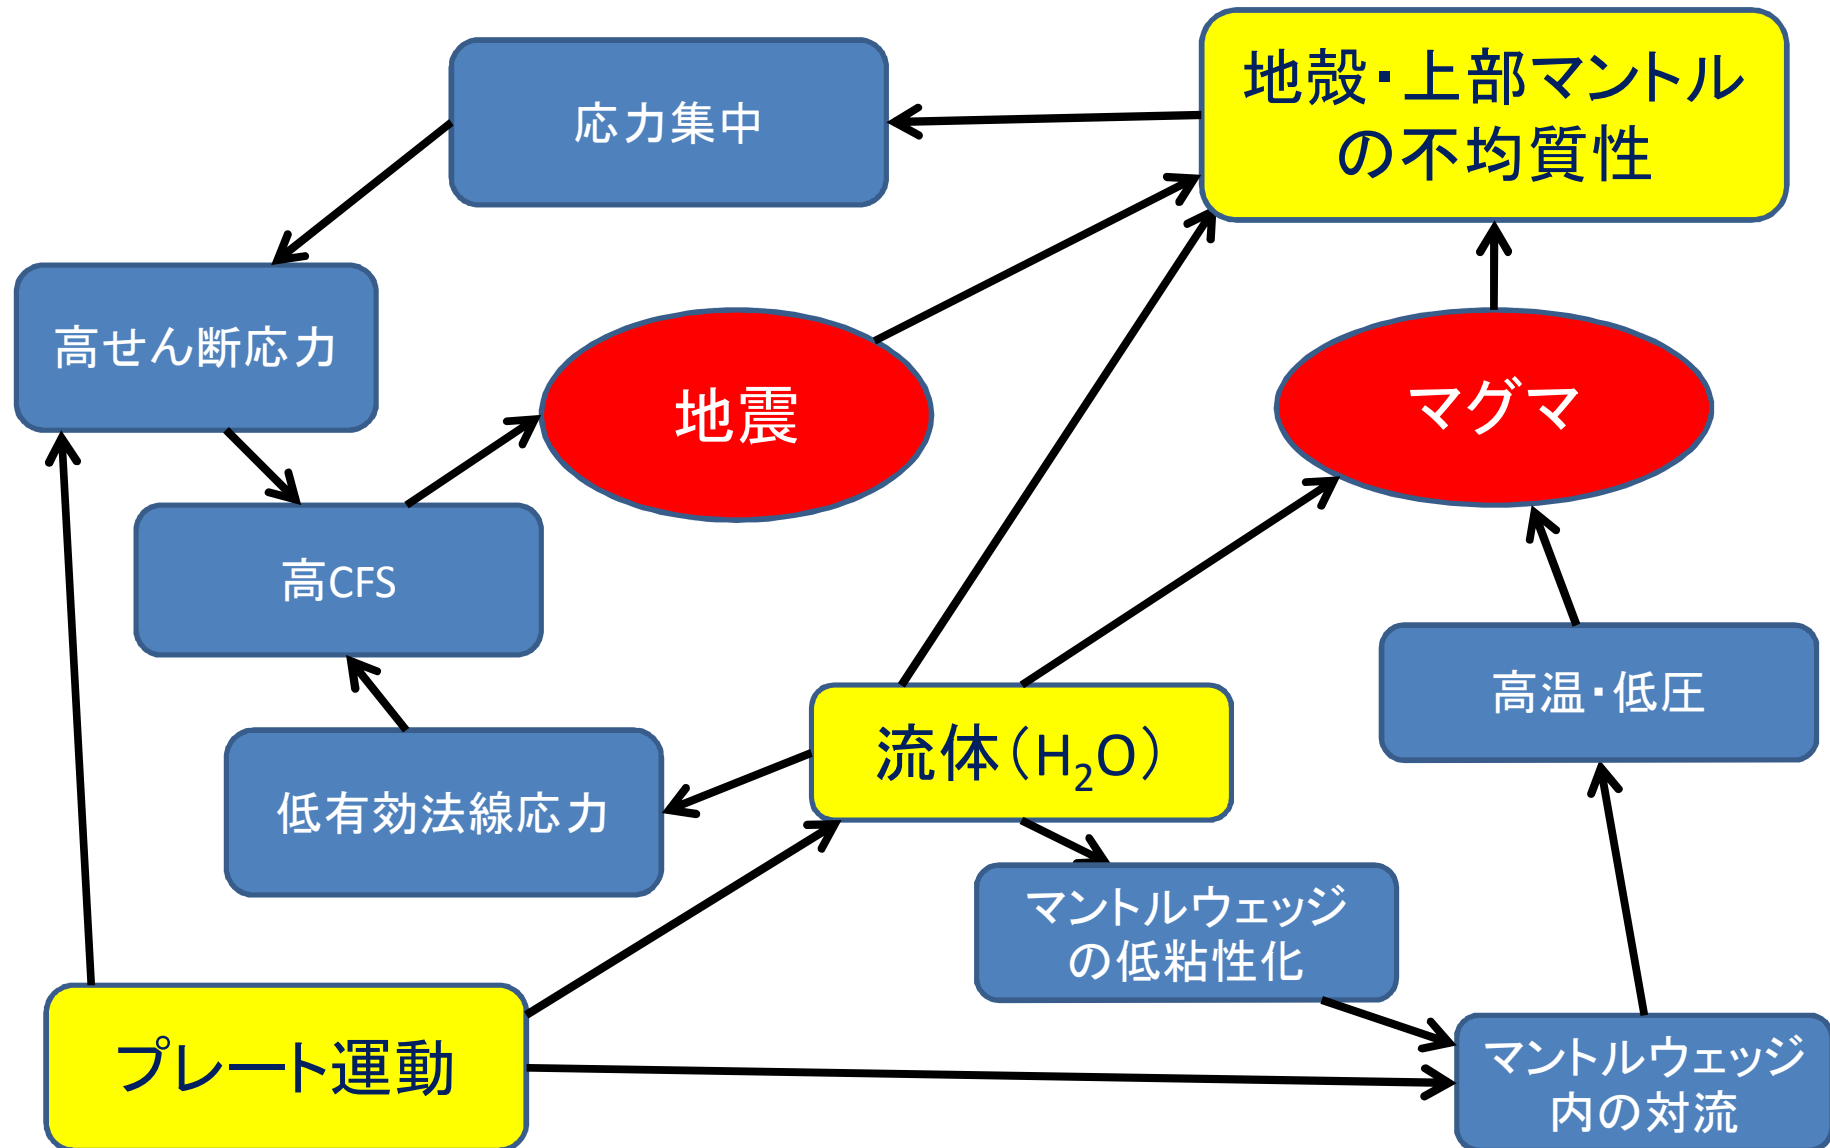 地殻・上部マントル
の不均質性
応力集中
高せん断応力
地震
マグマ
高CFS
高温・低圧
流体（H₂O）
低有効法線応力
マントルウェッジ
の低粘性化
プレート運動
マントルウェッジ
内の対流